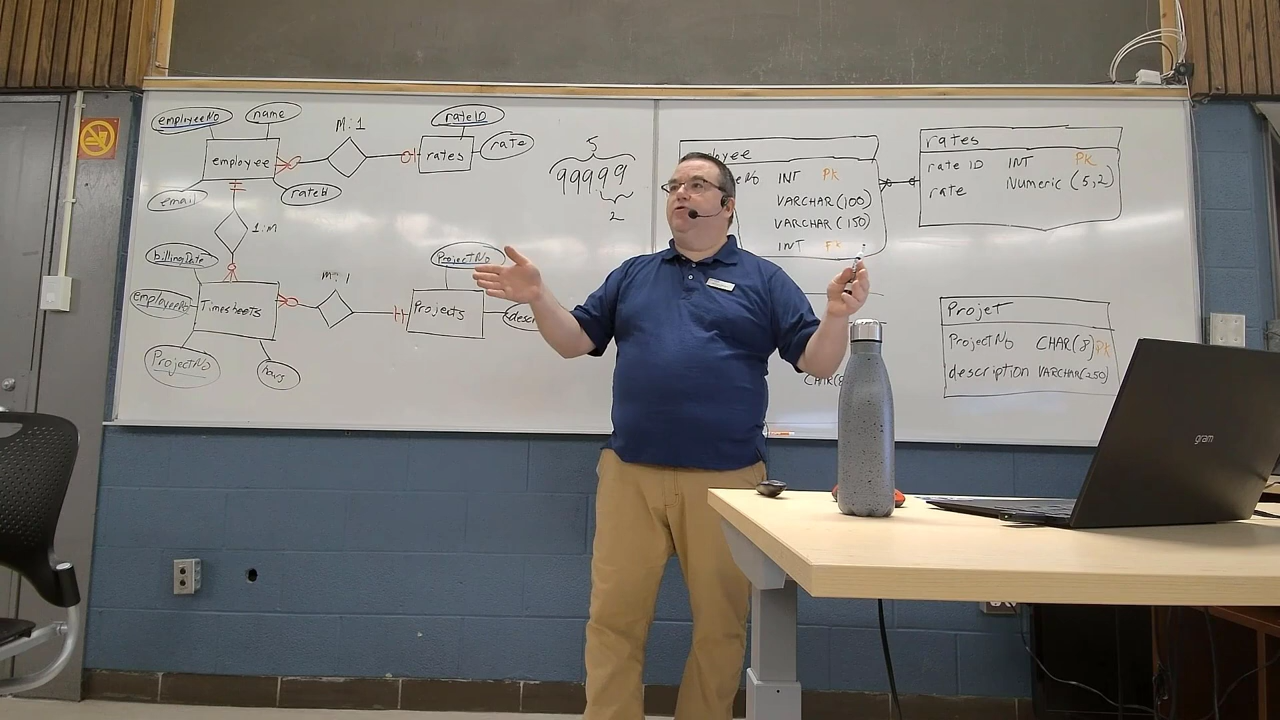 employeeNo
name
M:1
rateID
employee
rates
rate
email
rateId
1:M
billingDate
employeeNo
Timesheets
M:1
ProjectNo
Projects
ProjectNo
hours
5
99999
2
INT PK
VARCHAR(100)
VARCHAR(150)
INT FK
rates
rate ID INT PK
rate Numeric (5,2)
Projet
ProjectNo CHAR(8) PK
description VARCHAR(250)
gram